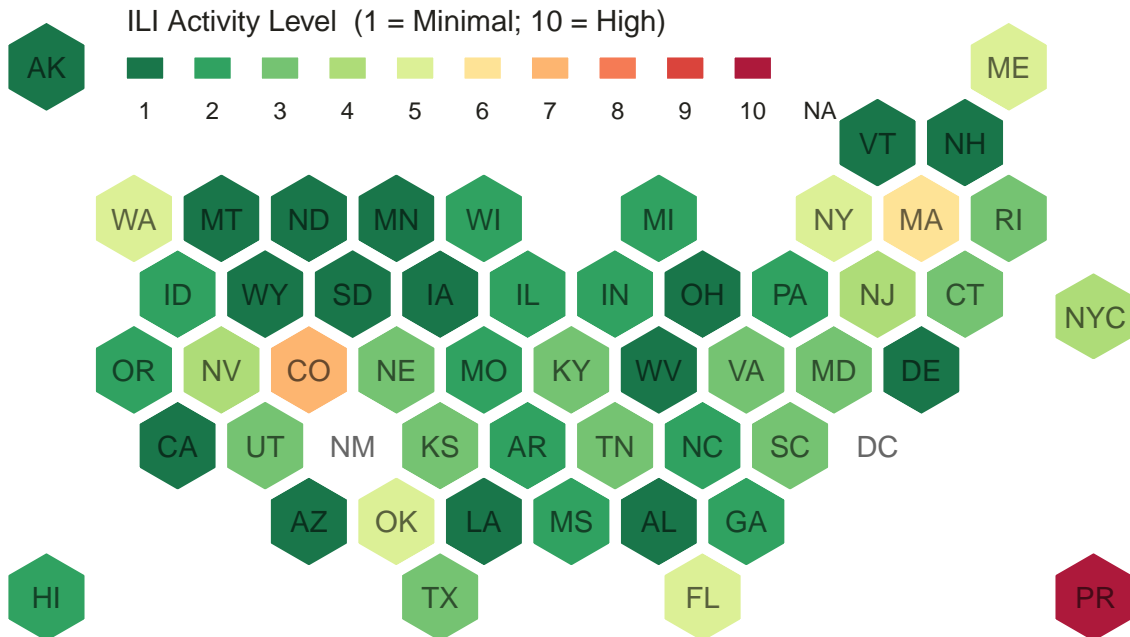 ILI Activity Level (1 = Minimal; 10 = High)
AK
ME
1 2 3 4 5 6 7 8 9 10 NA
VT NH
WA MT ND MN WI MI NY MA RI
ID WY SD IA IL IN OH PA NJ CT
NYC
OR NV CO NE MO KY WV VA MD DE
CA UT NM KS AR TN NC SC DC
AZ OK LA MS AL GA
HI TX FL PR